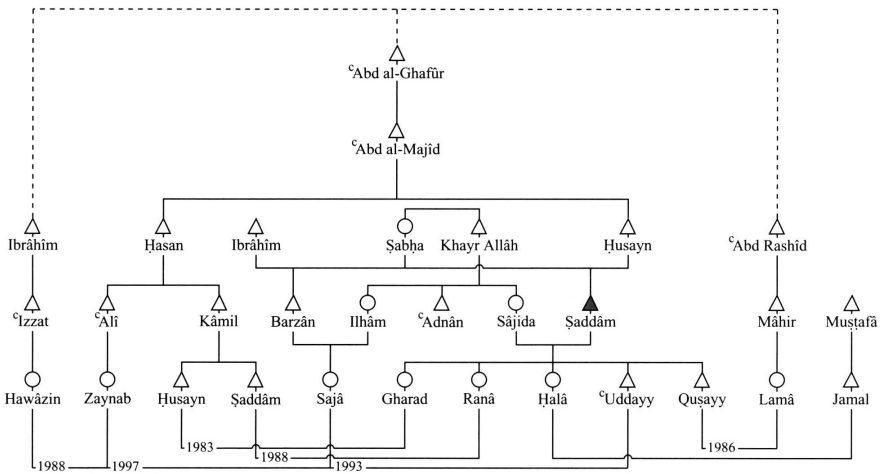 ᶜAbd al-Ghafûr
ᶜAbd al-Majîd
Ibrâhîm Ḥasan Ibrâhîm Ṣabḥa Khayr Allâh Ḥusayn ᶜAbd Rashîd
ᶜIzzat ᶜAlî Kâmil Barzân Ilhâm ᶜAdnân Sâjida Ṣaddâm Mâhir Muṣṭafâ
Hawâzin Zaynab Ḥusayn Ṣaddâm Sajâ Gharad Ranâ Ḥalâ ᶜUddayy Quṣayy Lamâ Jamal
1983 1986
1988
1988 1997 1993